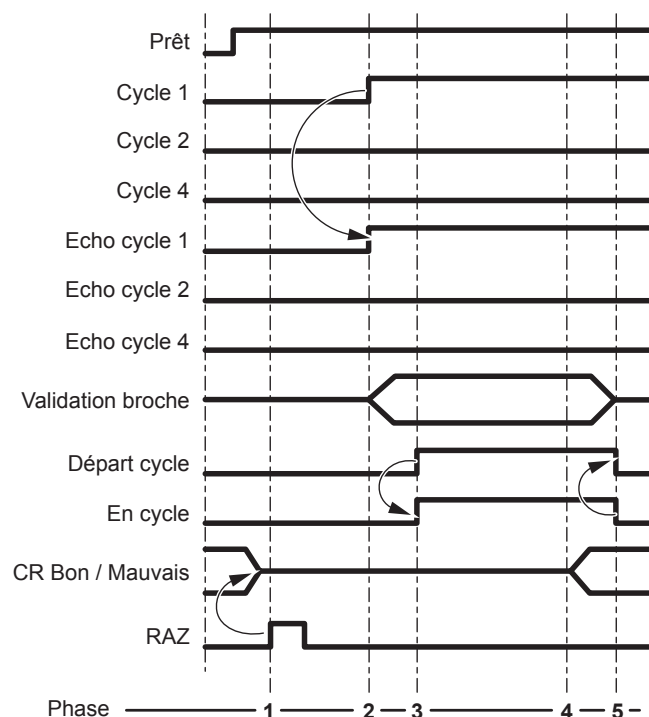 Prêt
Cycle 1
Cycle 2
Cycle 4
Echo cycle 1
Echo cycle 2
Echo cycle 4
Validation broche
Départ cycle
En cycle
CR Bon / Mauvais
RAZ
Phase 1 2 3 4 5